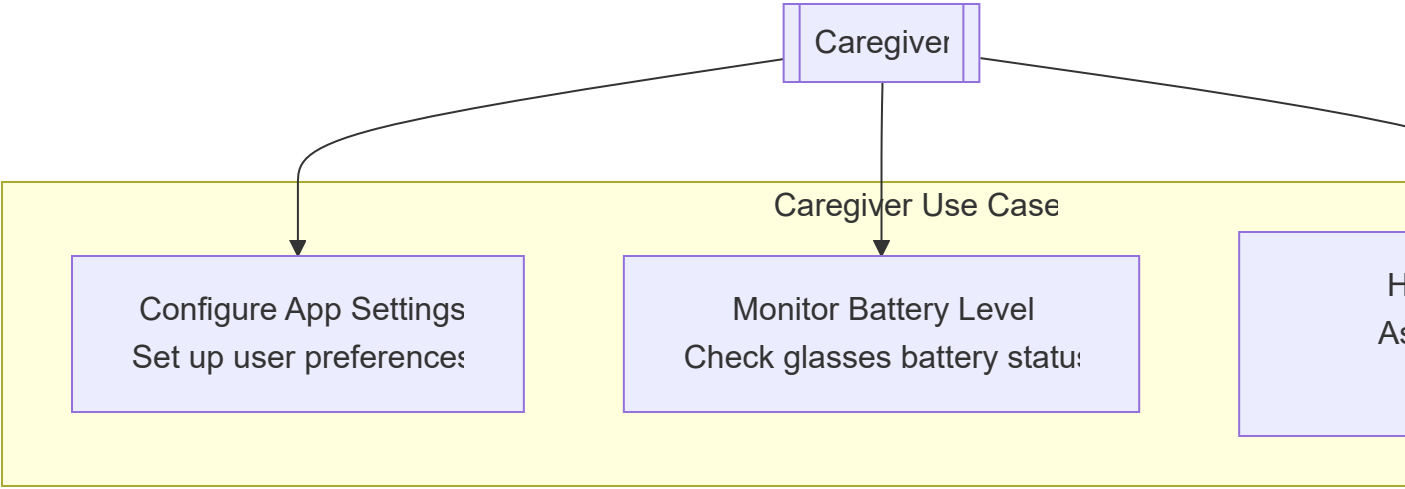 Caregiver
Caregiver Use Case
Configure App Settings
Set up user preferences
Monitor Battery Level
Check glasses battery status